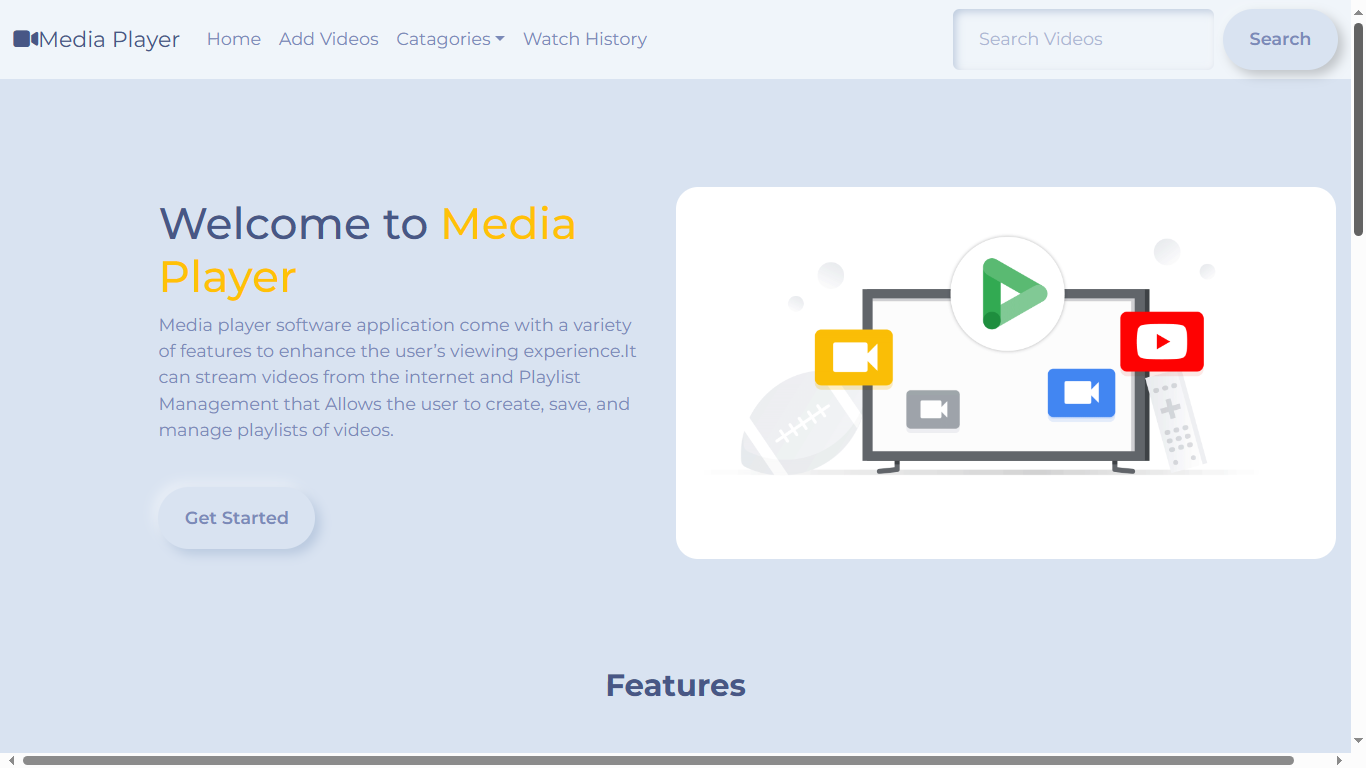 Media Player Home Add Videos Catagories Watch History Search Videos Search
Welcome to Media
Player
Media player software application come with a variety
of features to enhance the user’s viewing experience.It
can stream videos from the internet and Playlist
Management that Allows the user to create, save, and
manage playlists of videos.
Get Started
Features